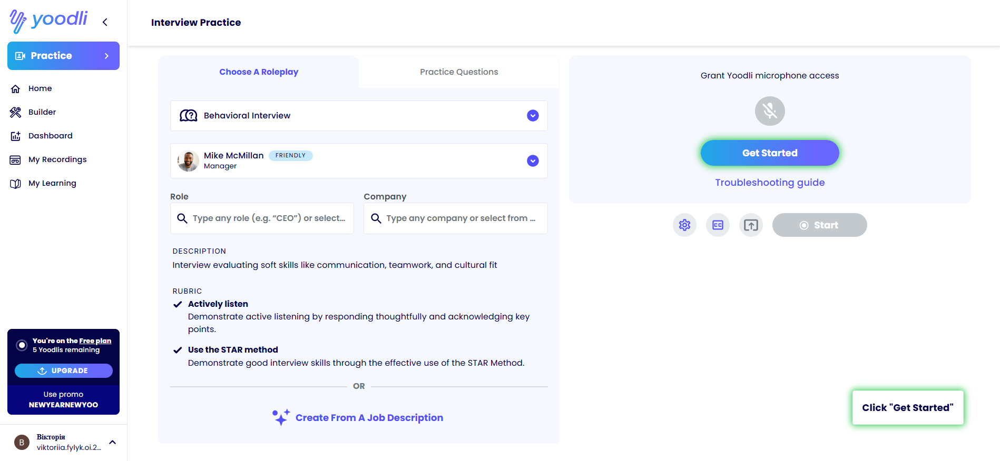 yoodli
Practice
Home
Builder
Dashboard
My Recordings
My Learning
You're on the Free plan
5 Yoodlis remaining
UPGRADE
Use promo
NEWYEARNEWYOO
B
Вікторія
viktoriia.fylyk.oi.2...
Interview Practice
Choose A Roleplay
Practice Questions
Behavioral Interview
Mike McMillan FRIENDLY
Manager
Role
Type any role (e.g. “CEO”) or select...
Company
Type any company or select from ...
DESCRIPTION
Interview evaluating soft skills like communication, teamwork, and cultural fit
RUBRIC
Actively listen
Demonstrate active listening by responding thoughtfully and acknowledging key
points.
Use the STAR method
Demonstrate good interview skills through the effective use of the STAR Method.
OR
Create From A Job Description
Grant Yoodli microphone access
Get Started
Troubleshooting guide
CC
Start
Click "Get Started"